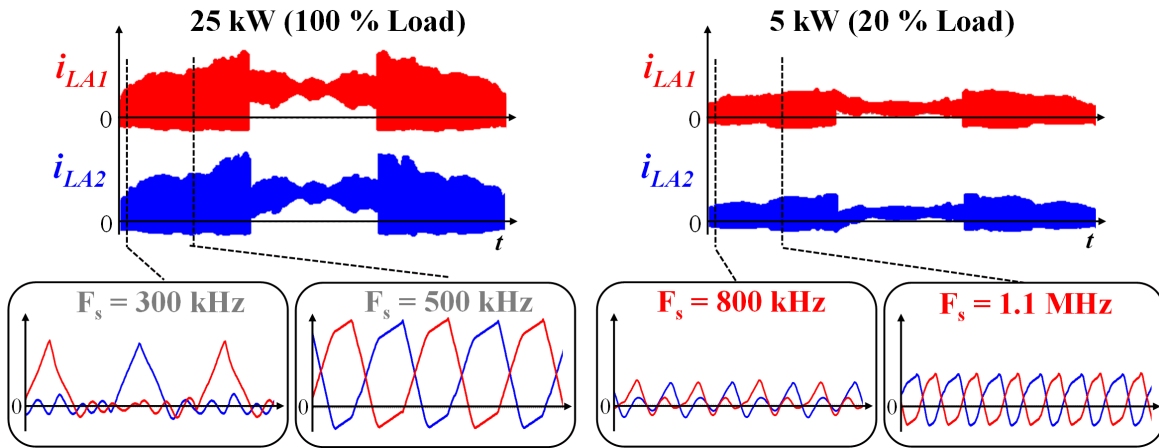 25 kW (100 % Load)
iLA1
0
iLA2
0
t
Fs = 300 kHz
0
Fs = 500 kHz
0
5 kW (20 % Load)
iLA1
0
iLA2
0
t
Fs = 800 kHz
0
Fs = 1.1 MHz
0